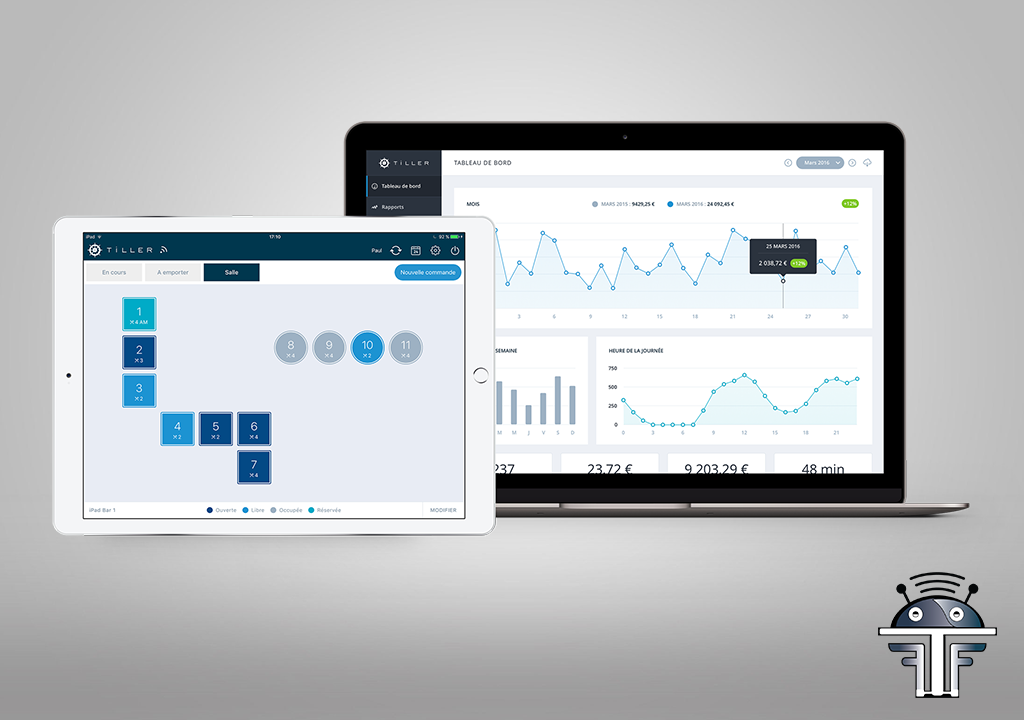 iPad
17:10
92 %
TiLLER
Paul
24
En cours
A emporter
Salle
Nouvelle commande
1
4 AM
2
3
3
2
4
2
5
2
6
4
7
4
8
4
9
4
10
2
11
4
iPad Bar 1
Ouverte
Libre
Occupée
Réservée
MODIFIER
TiLLER
TABLEAU DE BORD
Mars 2016
Tableau de bord
Rapports
MOIS
MARS 2015 : 9429,25 €
MARS 2016 : 24 092,45 €
+12%
25 MARS 2016
2 038,72 € +12%
3 6 9 12 15 18 21 24 27 30
SEMAINE
M M J V S D
HEURE DE LA JOURNÉE
750
500
250
0 3 6 9 12 15 18 21
237
23,72 €
9 203,29 €
48 min
TF